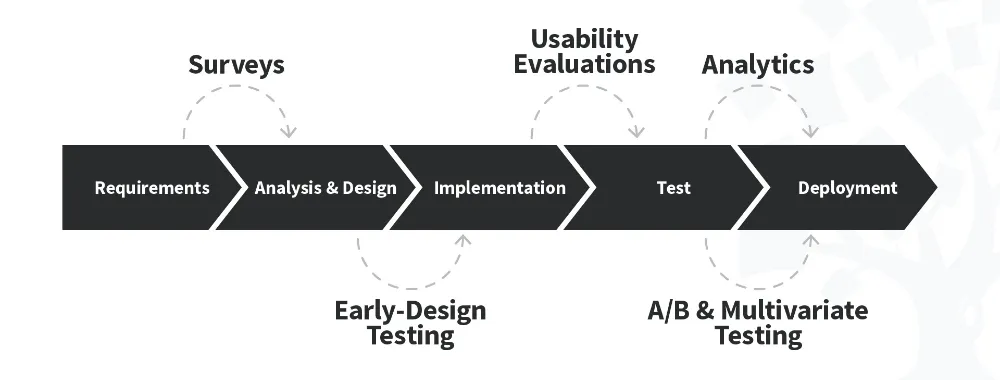 Surveys
Usability
Evaluations
Analytics
Requirements
Analysis & Design
Implementation
Test
Deployment
Early-Design
Testing
A/B & Multivariate
Testing